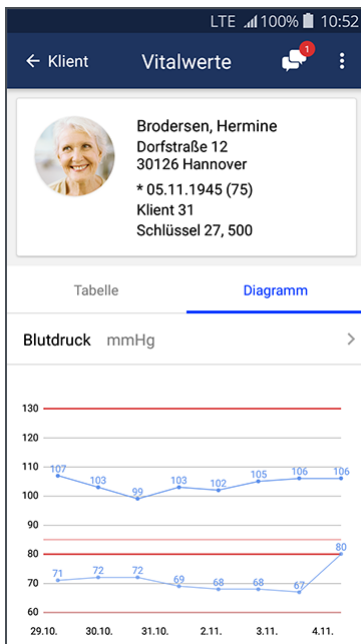 LTE 100% 10:52
← Klient Vitalwerte 1
Brodersen, Hermine
Dorfstraße 12
30126 Hannover
* 05.11.1945 (75)
Klient 31
Schlüssel 27, 500
Tabelle Diagramm
Blutdruck mmHg
130
120
110
107 103 99 103 102 105 106 106
100
90
80
80
71 72 72 69 68 68 67
70
60
29.10. 30.10. 31.10. 2.11. 3.11. 4.11.